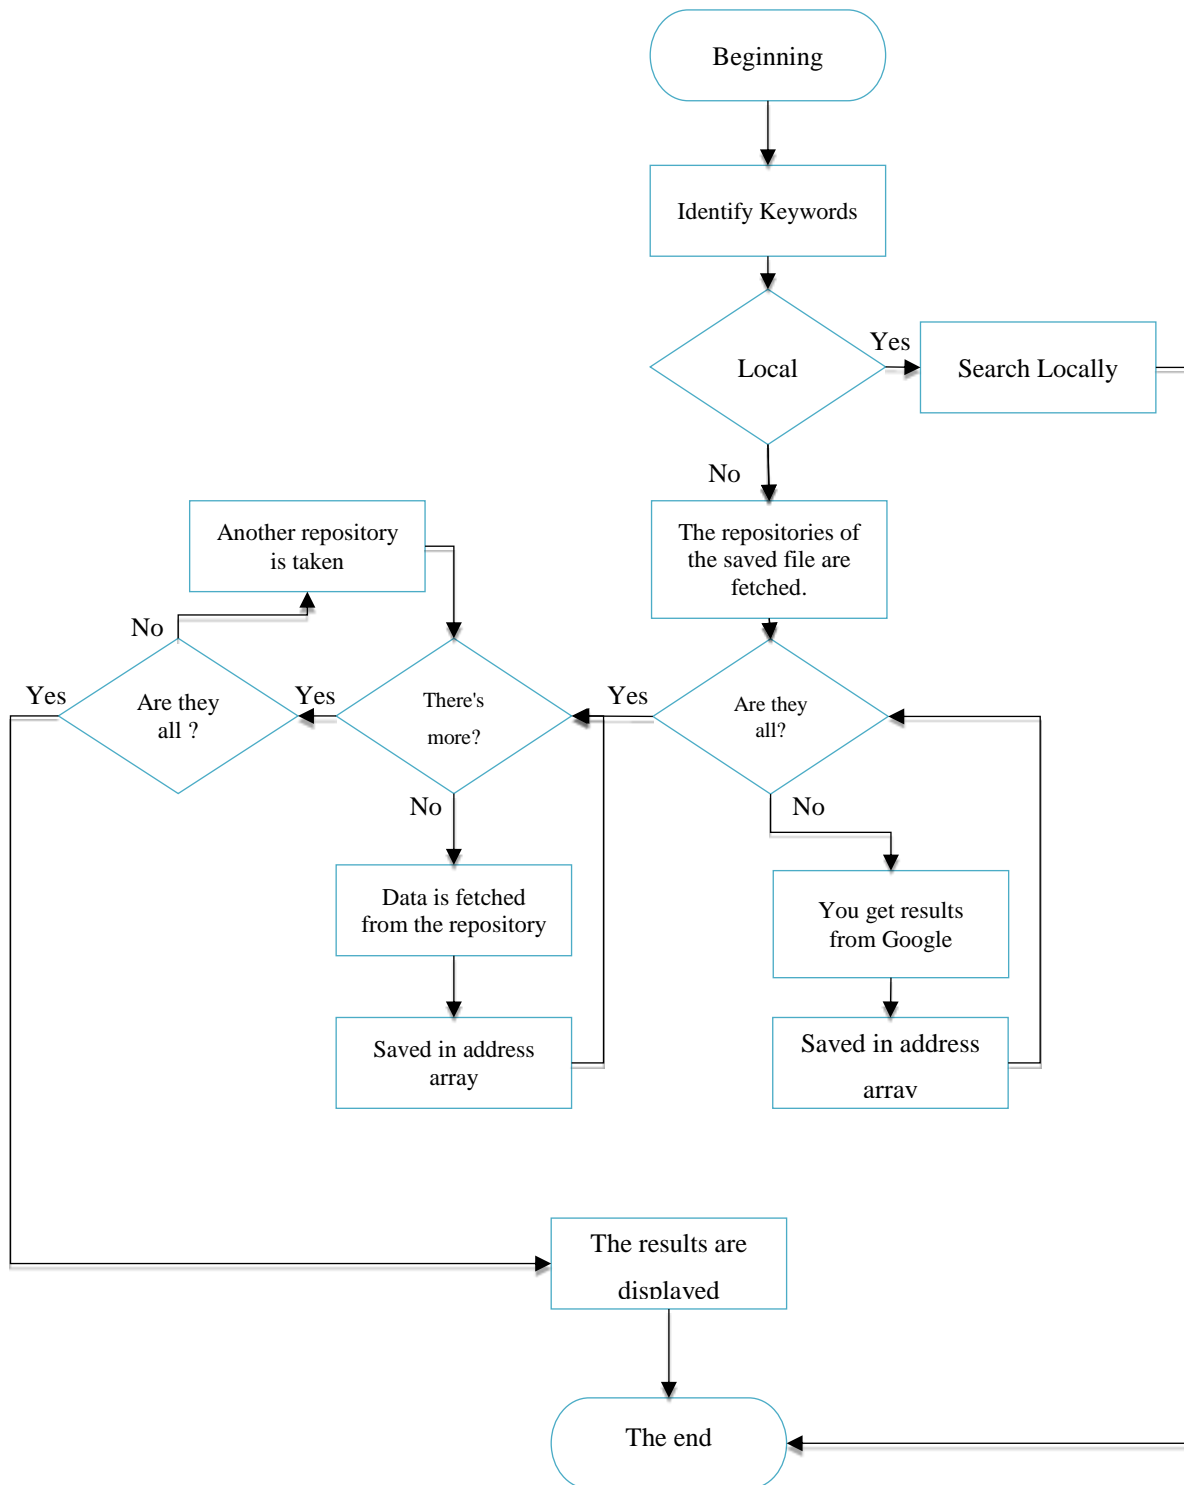 Beginning
Identify Keywords
Local
Yes
Search Locally
No
The repositories of
the saved file are
fetched.
Another repository
is taken
No
Yes
Are they
all ?
Yes
There's
more?
Yes
Are they
all?
No
No
Data is fetched
from the repository
You get results
from Google
Saved in address
array
Saved in address
array
The results are
displayed
The end